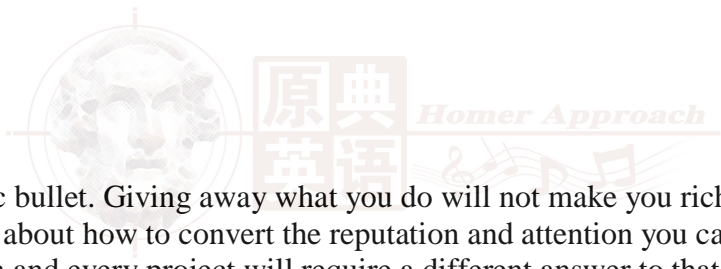 原典
Homer Approach
英语
c bullet. Giving away what you do will not make you rich
about how to convert the reputation and attention you ca
and every project will require a different answer to that